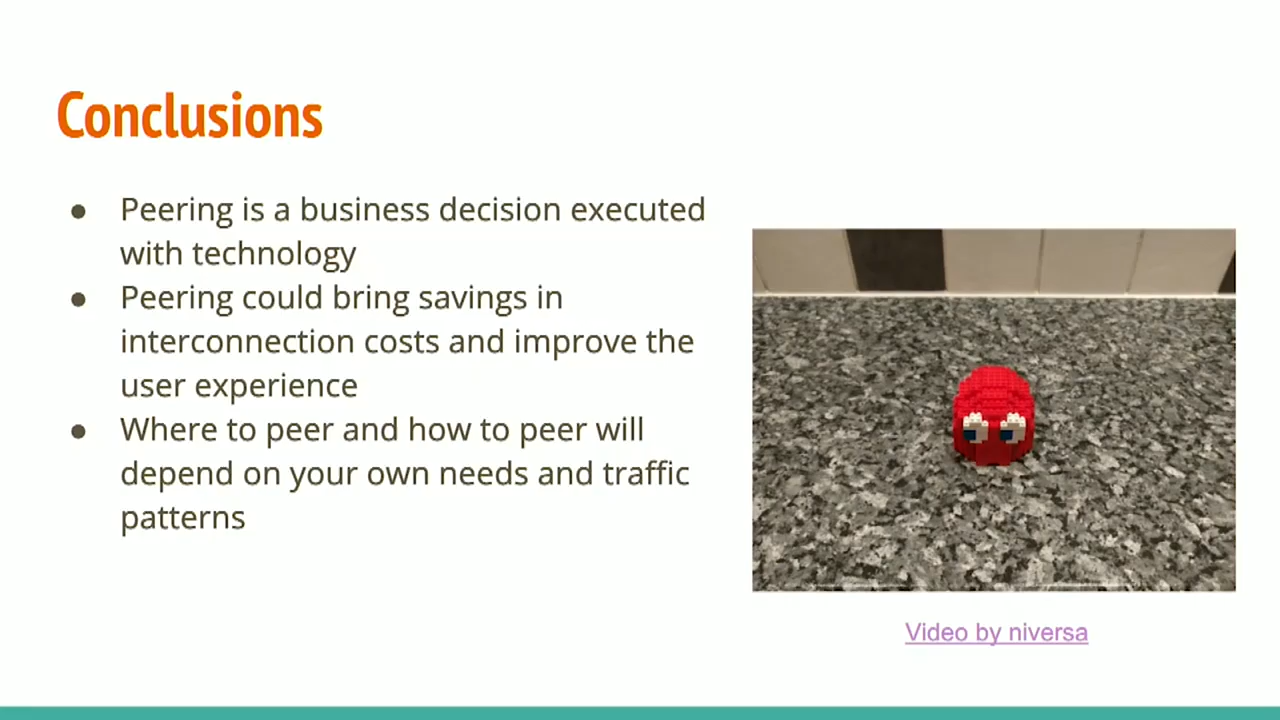 Conclusions
● Peering is a business decision executed
with technology
● Peering could bring savings in
interconnection costs and improve the
user experience
● Where to peer and how to peer will
depend on your own needs and traffic
patterns
Video by niversa